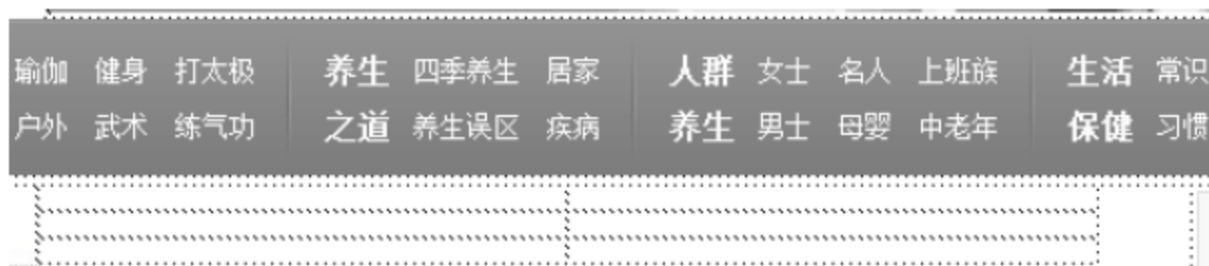 瑜伽 健身 打太极 养生 四季养生 居家 人群 女士 名人 上班族 生活 常识
户外 武术 练气功 之道 养生误区 疾病 养生 男士 母婴 中老年 保健 习惯